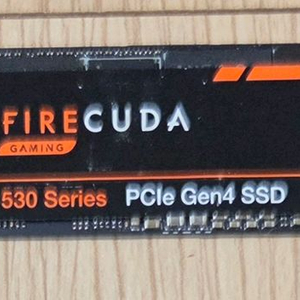 FIRECUDA
GAMING
530 Series PCIe Gen4 SSD